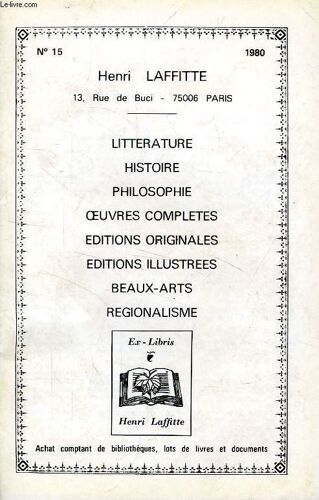 Le-livre.com
N° 15 1980
Henri LAFFITTE
13, Rue de Buci - 75006 PARIS
LITTERATURE
HISTOIRE
PHILOSOPHIE
ŒUVRES COMPLETES
EDITIONS ORIGINALES
EDITIONS ILLUSTREES
BEAUX-ARTS
REGIONALISME
Ex-Libris
Henri Laffitte
Achat comptant de bibliothèques, lots de livres et documents